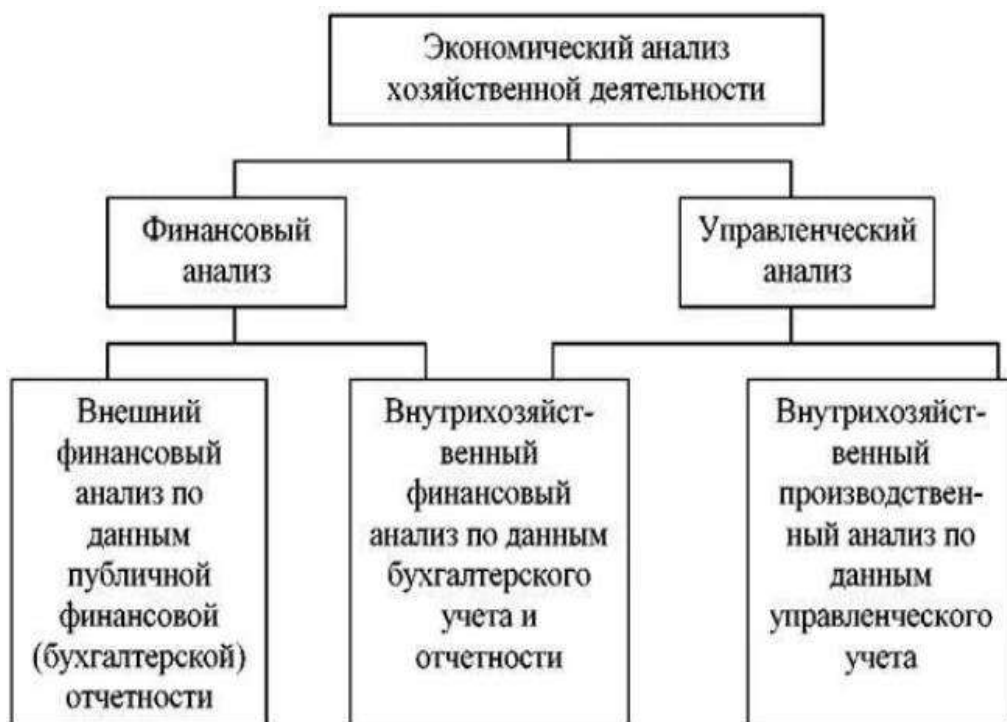 Экономический анализ
хозяйственной деятельности
Финансовый
анализ
Управленческий
анализ
Внешний
финансовый
анализ по
данным
публичной
финансовой
(бухгалтерской)
отчетности
Внутрихозяйст-
венный
финансовый
анализ по данным
бухгалтерского
учета и
отчетности
Внутрихозяйст-
венный
производствен-
ный анализ по
данным
управленческого
учета